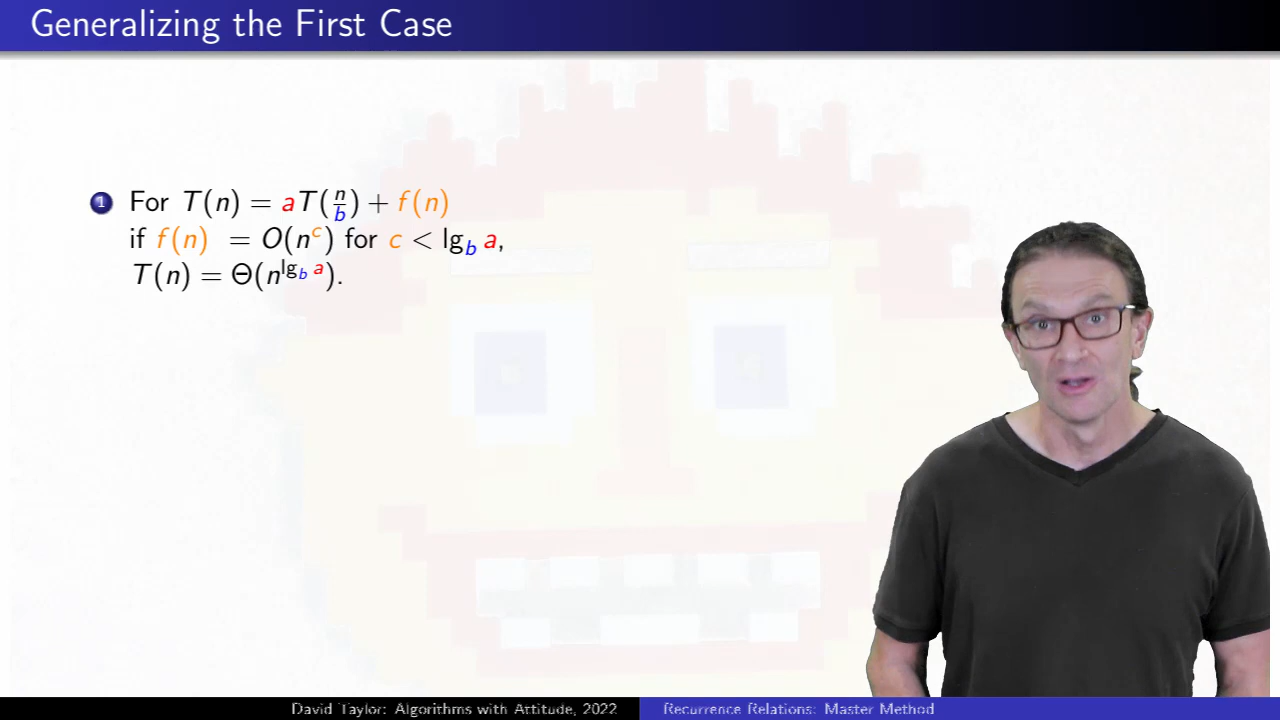 Generalizing the First Case
1 For T(n) = aT(n/b) + f(n)
if f(n) = O(n^c) for c < lg_b a,
T(n) = Θ(n^{lg_b a}).
David Taylor: Algorithms with Attitude, 2022 Recurrence Relations: Master Method